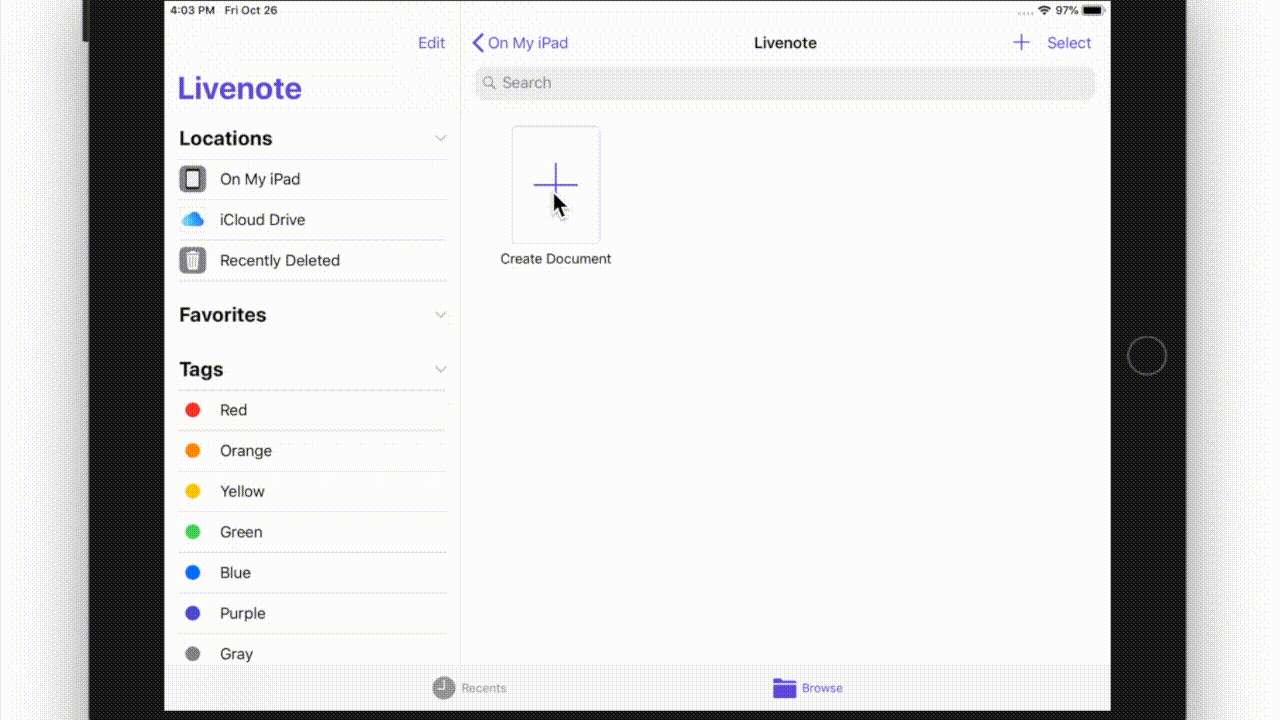 4:03 PM Fri Oct 26
97%
Edit
On My iPad
Livenote
Select
Livenote
Search
Locations
On My iPad
iCloud Drive
Recently Deleted
Create Document
Favorites
Tags
Red
Orange
Yellow
Green
Blue
Purple
Gray
Recents
Browse